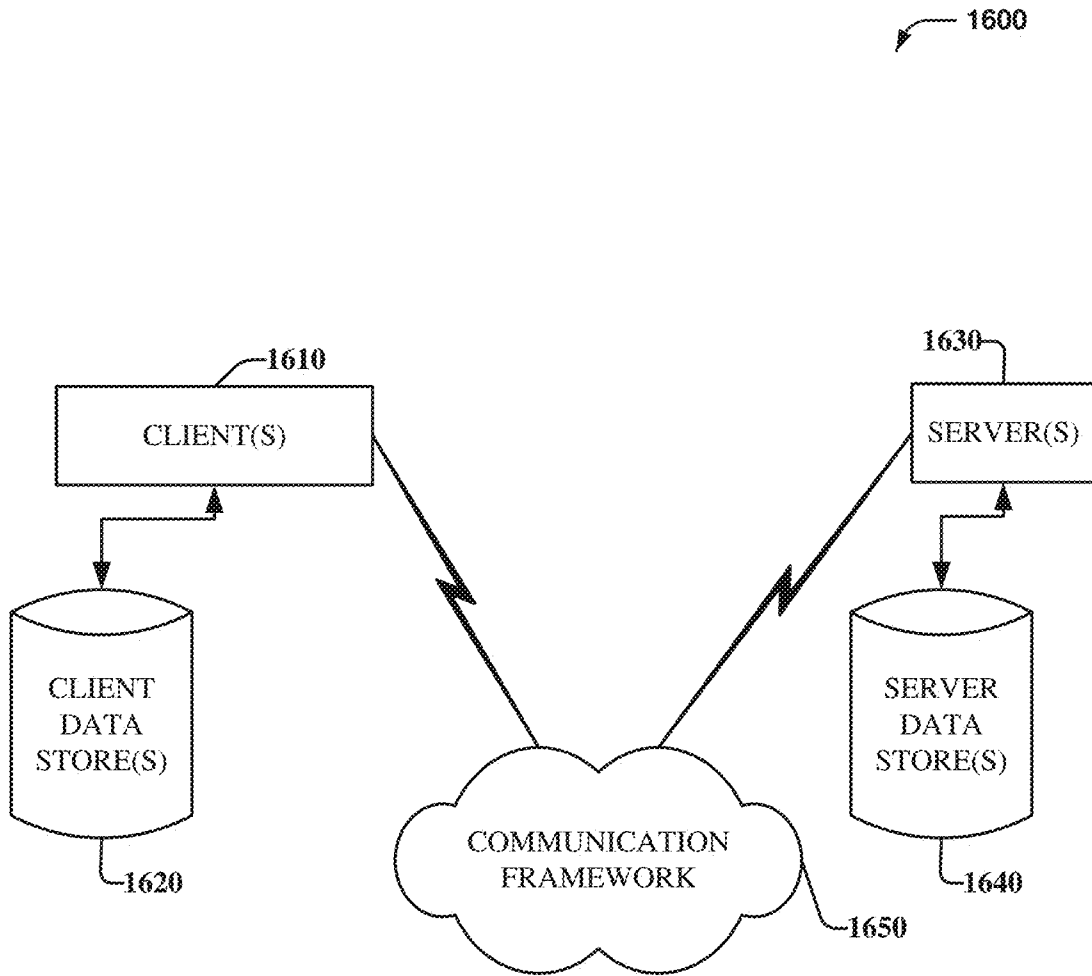 1600
1610
CLIENT(S)
1630
SERVER(S)
CLIENT
DATA
STORE(S)
1620
SERVER
DATA
STORE(S)
1640
COMMUNICATION
FRAMEWORK
1650